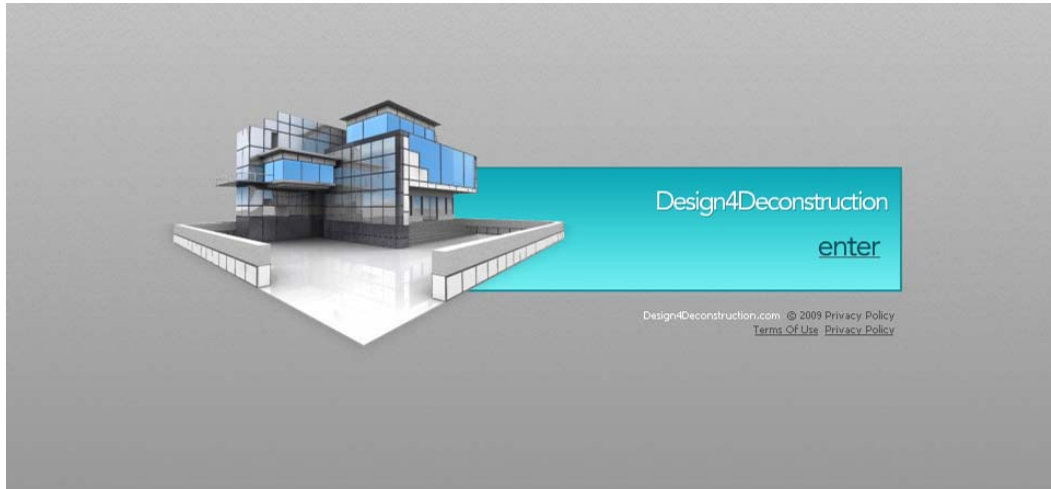 Design4Deconstruction
enter
Design4Deconstruction.com © 2009 Privacy Policy
Terms Of Use Privacy Policy